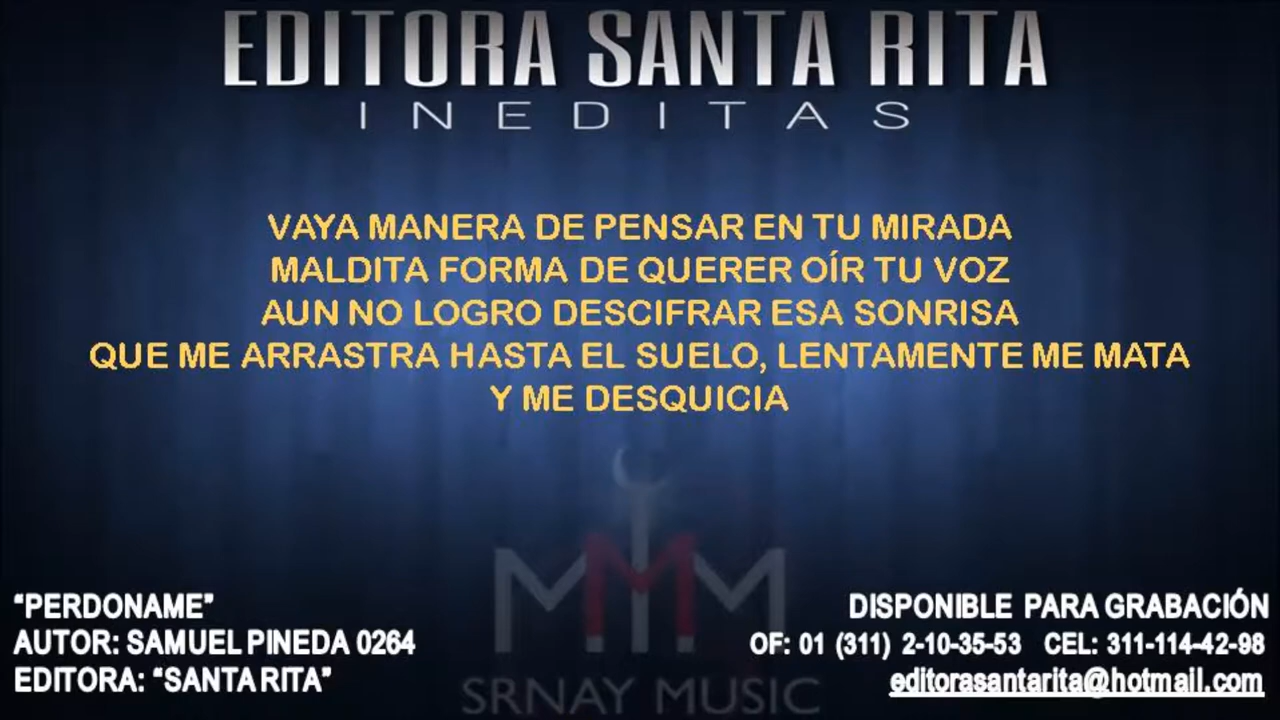 EDITORA SANTA RITA
INEDITAS
VAYA MANERA DE PENSAR EN TU MIRADA
MALDITA FORMA DE QUERER OÍR TU VOZ
AUN NO LOGRO DESCIFRAR ESA SONRISA
QUE ME ARRASTRA HASTA EL SUELO, LENTAMENTE ME MATA
Y ME DESQUICIA
"PERDONAME"
AUTOR: SAMUEL PINEDA 0264
EDITORA: "SANTA RITA"
DISPONIBLE PARA GRABACIÓN
OF: 01 (311) 2-10-35-53 CEL: 311-114-42-98
editorasantarita@hotmail.com
SRNAY MUSIC